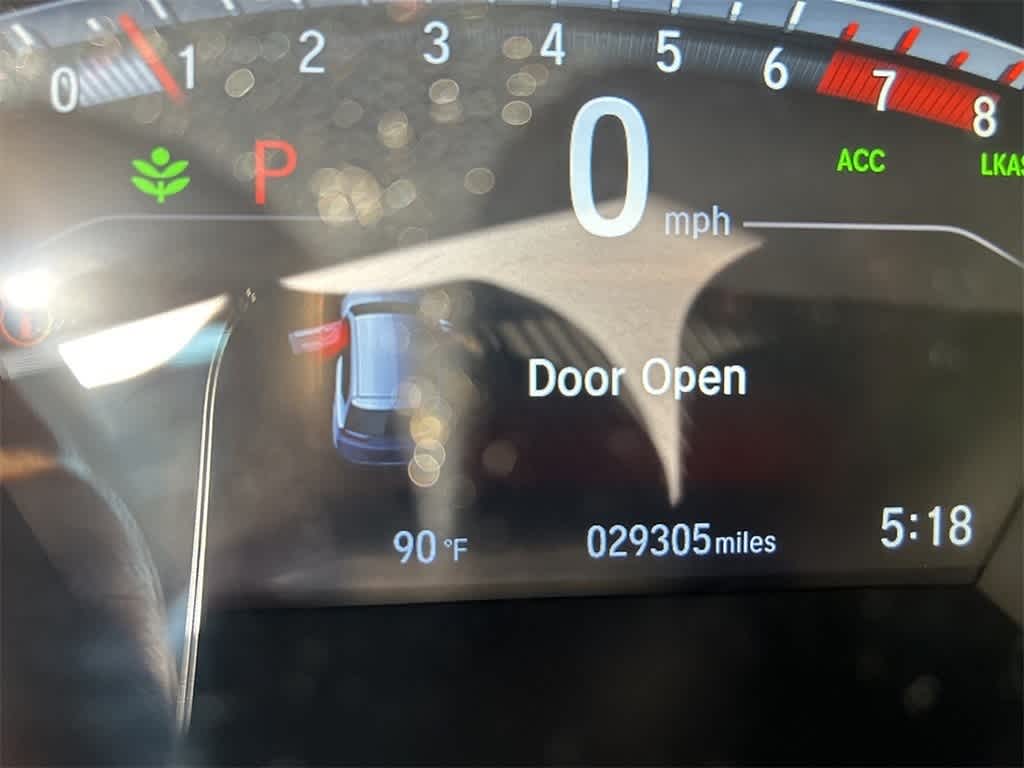 0 1 2 3 4 5 6 7 8
P
0 mph
ACC
LKAS
Door Open
90 °F
029305 miles
5:18